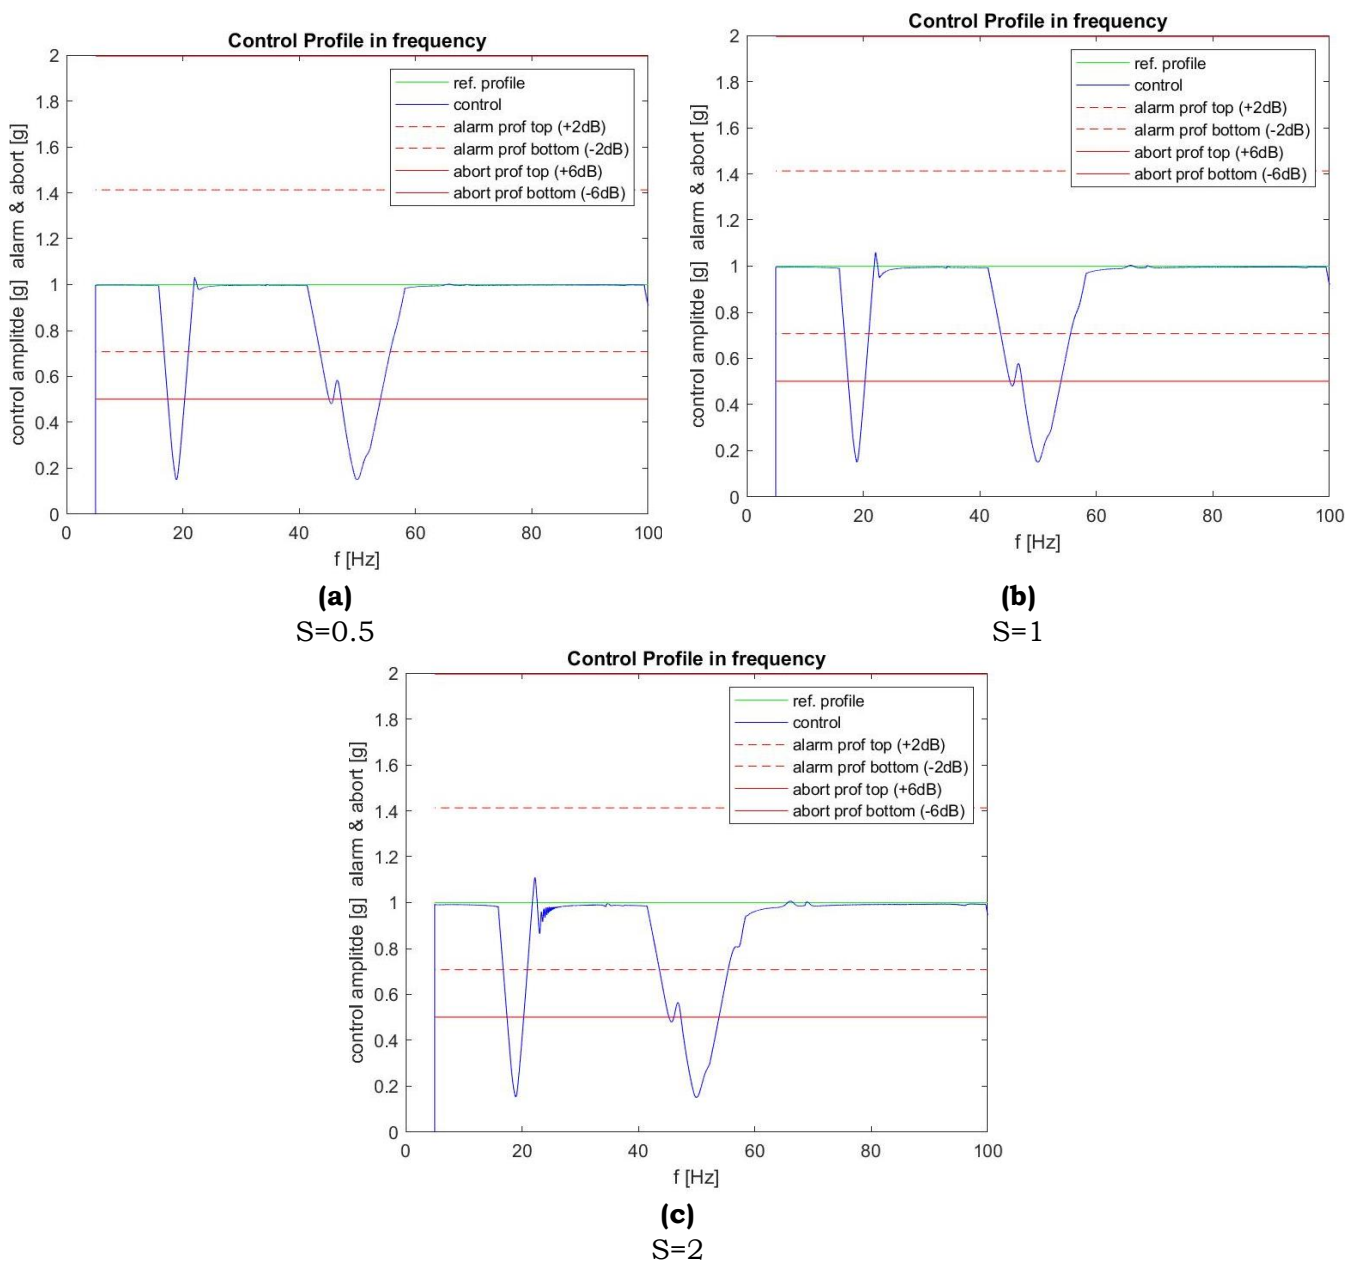 Control Profile in frequency
2
1.8
1.6
1.4
1.2
1
0.8
0.6
0.4
0.2
0
control amplitde [g] alarm & abort [g]
ref. profile
control
alarm prof top (+2dB)
alarm prof bottom (-2dB)
abort prof top (+6dB)
abort prof bottom (-6dB)
0 20 40 60 80 100
f [Hz]
(a)
S=0.5
Control Profile in frequency
2
1.8
1.6
1.4
1.2
1
0.8
0.6
0.4
0.2
0
control amplitde [g] alarm & abort [g]
ref. profile
control
alarm prof top (+2dB)
alarm prof bottom (-2dB)
abort prof top (+6dB)
abort prof bottom (-6dB)
0 20 40 60 80 100
f [Hz]
(b)
S=1
Control Profile in frequency
2
1.8
1.6
1.4
1.2
1
0.8
0.6
0.4
0.2
0
control amplitde [g] alarm & abort [g]
ref. profile
control
alarm prof top (+2dB)
alarm prof bottom (-2dB)
abort prof top (+6dB)
abort prof bottom (-6dB)
0 20 40 60 80 100
f [Hz]
(c)
S=2